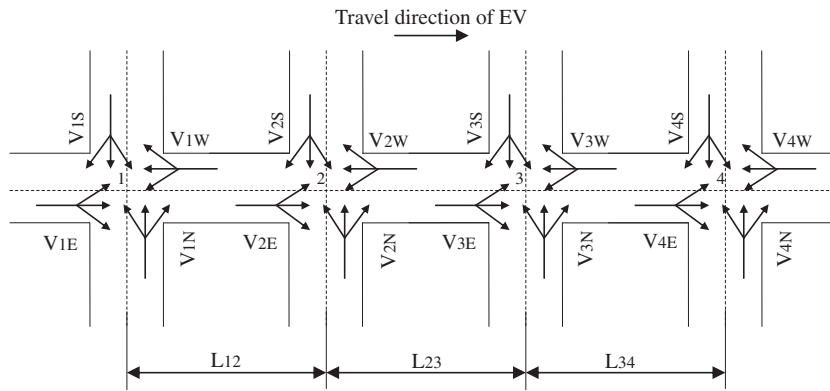 Travel direction of EV
V1S
V1W
V2S
V2W
V3S
V3W
V4S
V4W
1
2
3
4
V1E
V1N
V2E
V2N
V3E
V3N
V4E
V4N
L12
L23
L34